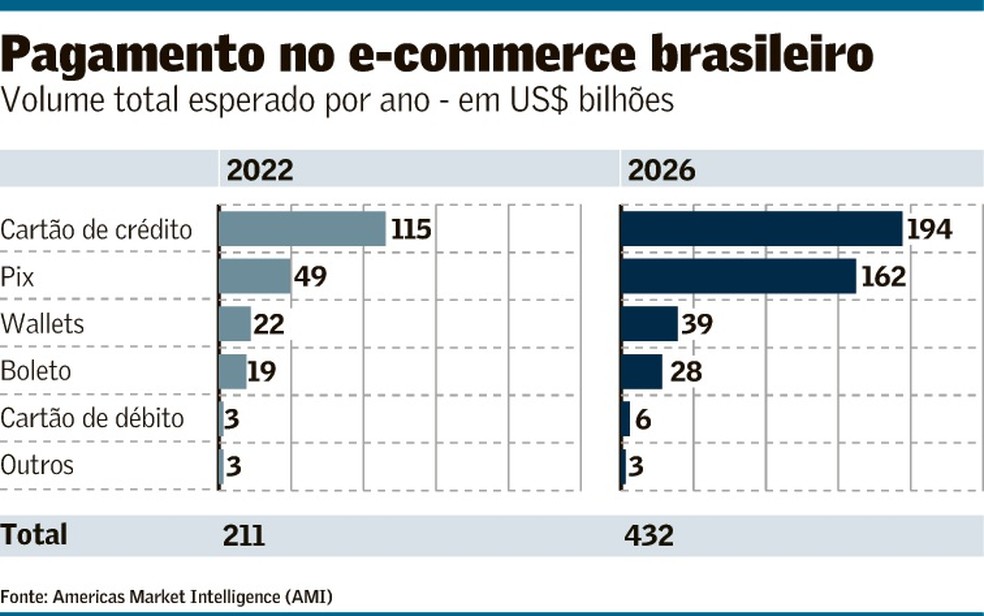 Pagamento no e-commerce brasileiro
Volume total esperado por ano - em US$ bilhões
2022 2026
Cartão de crédito 115 194
Pix 49 162
Wallets 22 39
Boleto 19 28
Cartão de débito 3 6
Outros 3 3
Total 211 432
Fonte: Americas Market Intelligence (AMI)